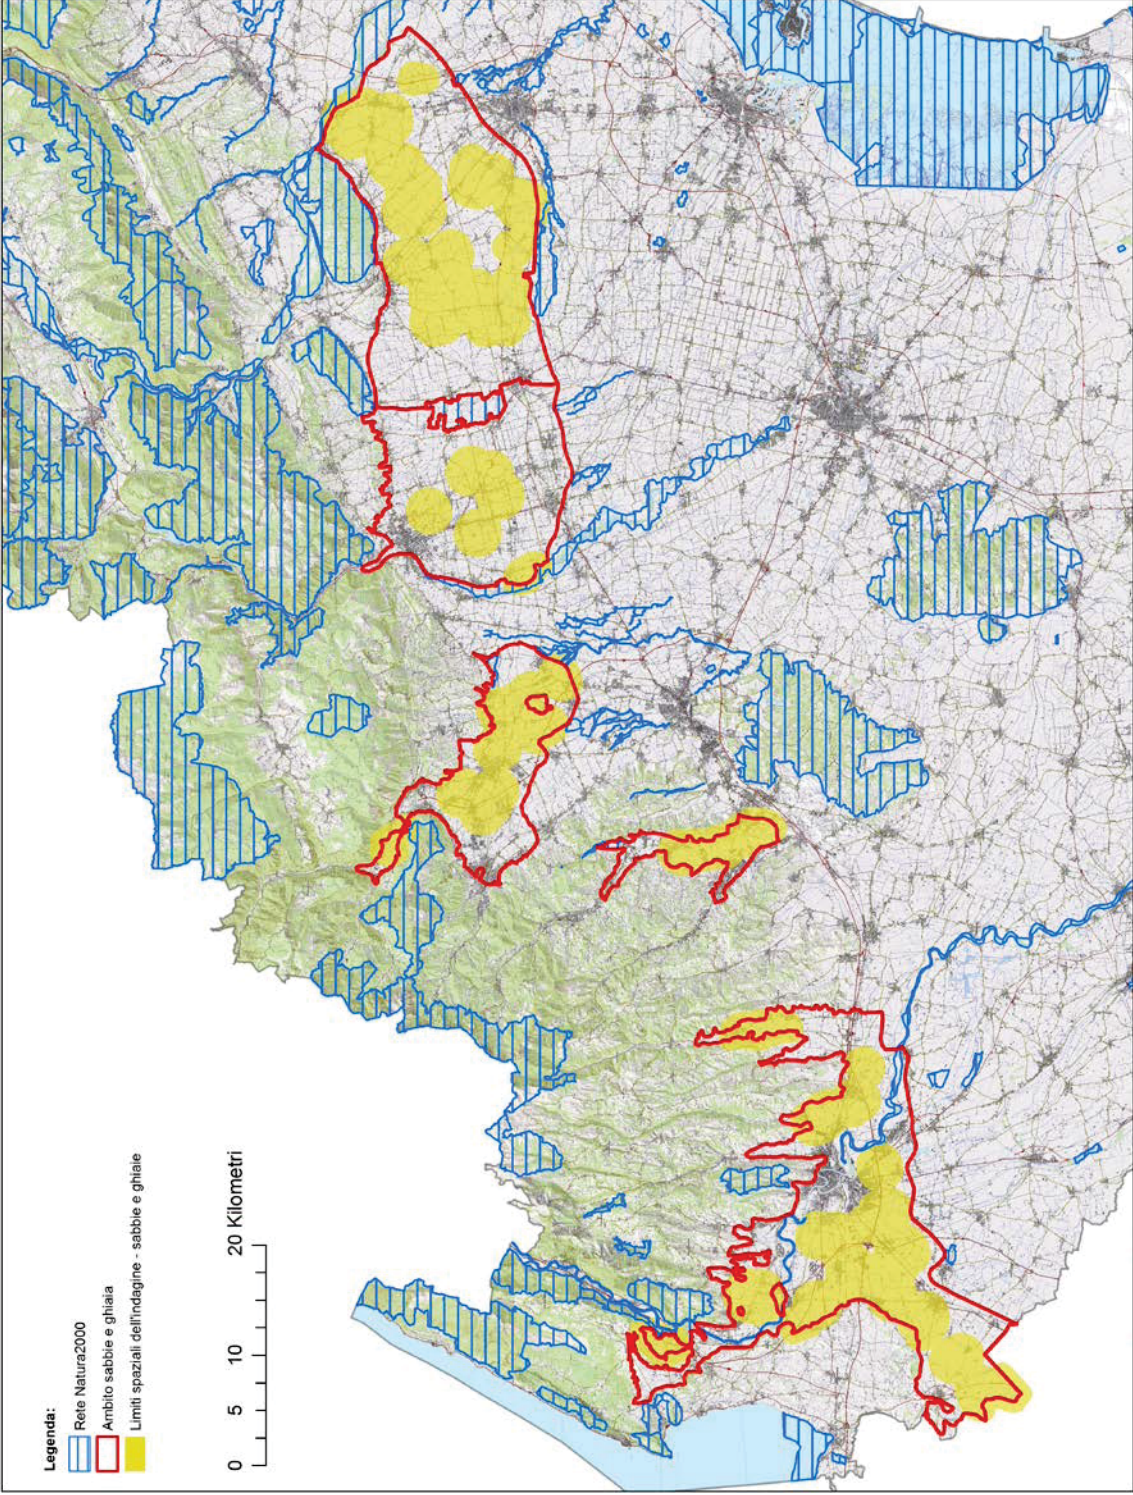 Legenda:
Rete Natura2000
Ambito sabbie e ghiaia
Limiti spaziali dell'indagine - sabbie e ghiaie
0 5 10 20 Kilometri